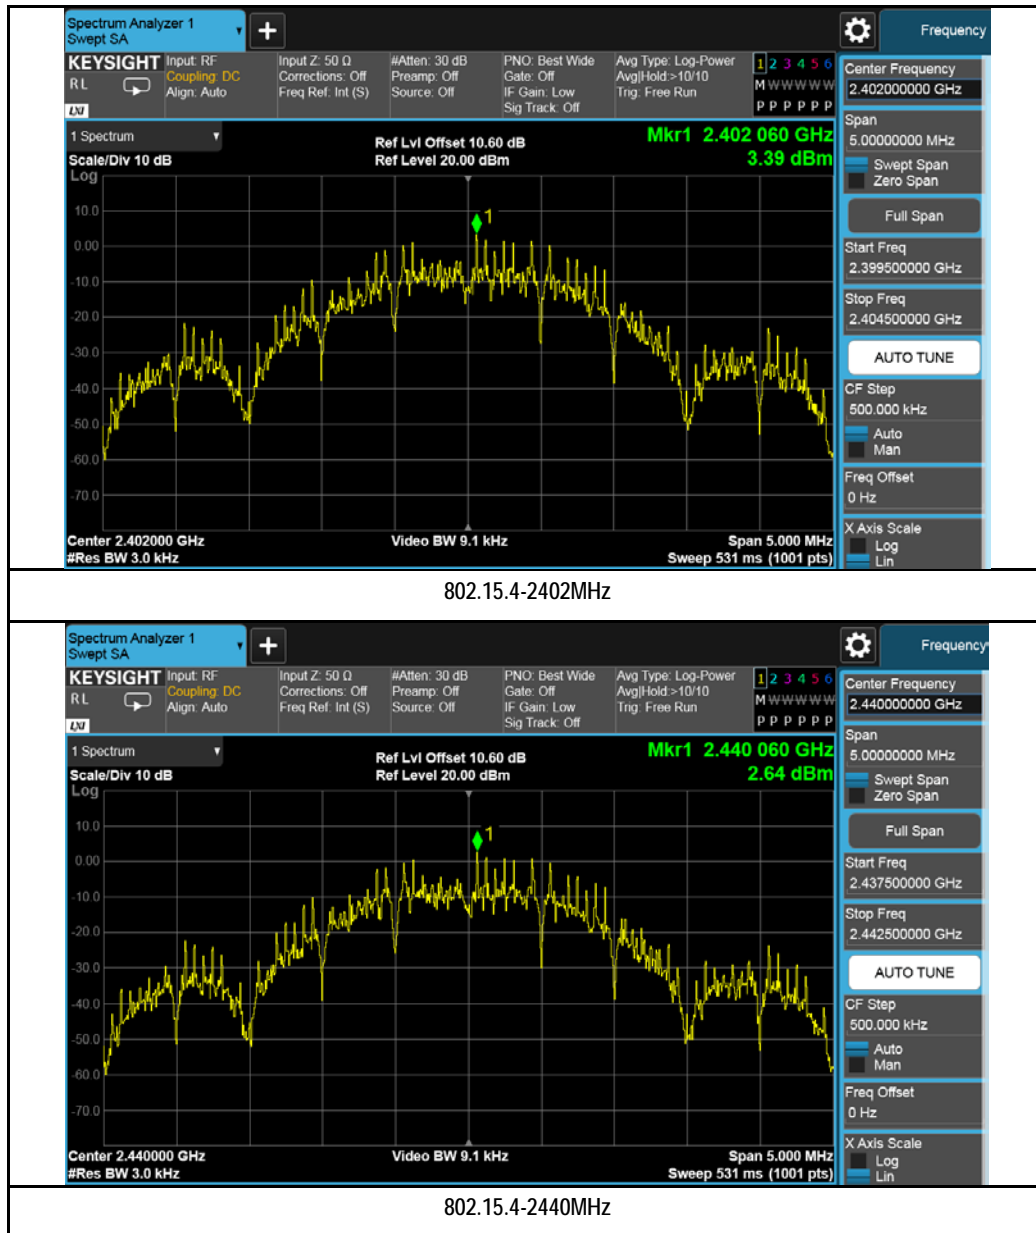 Spectrum Analyzer 1
Swept SA
Frequency
KEYSIGHT
RL
LXI
Input: RF
Coupling: DC
Align: Auto
Input Z: 50 Ω
Corrections: Off
Freq Ref: Int (S)
#Atten: 30 dB
Preamp: Off
Source: Off
PNO: Best Wide
Gate: Off
IF Gain: Low
Sig Track: Off
Avg Type: Log-Power
Avg|Hold:>10/10
Trig: Free Run
1 2 3 4 5 6
M W W W W W
P P P P P P
1 Spectrum
Scale/Div 10 dB
Log
Ref Lvl Offset 10.60 dB
Ref Level 20.00 dBm
Mkr1 2.402 060 GHz
3.39 dBm
1
10.0
0.00
-10.0
-20.0
-30.0
-40.0
-50.0
-60.0
-70.0
Center 2.402000 GHz
#Res BW 3.0 kHz
Video BW 9.1 kHz
Span 5.000 MHz
Sweep 531 ms (1001 pts)
Center Frequency
2.402000000 GHz
Span
5.00000000 MHz
Swept Span
Zero Span
Full Span
Start Freq
2.399500000 GHz
Stop Freq
2.404500000 GHz
AUTO TUNE
CF Step
500.000 kHz
Auto
Man
Freq Offset
0 Hz
X Axis Scale
Log
Lin
802.15.4-2402MHz
Spectrum Analyzer 1
Swept SA
Frequency
KEYSIGHT
RL
LXI
Input: RF
Coupling: DC
Align: Auto
Input Z: 50 Ω
Corrections: Off
Freq Ref: Int (S)
#Atten: 30 dB
Preamp: Off
Source: Off
PNO: Best Wide
Gate: Off
IF Gain: Low
Sig Track: Off
Avg Type: Log-Power
Avg|Hold:>10/10
Trig: Free Run
1 2 3 4 5 6
M W W W W W
P P P P P P
1 Spectrum
Scale/Div 10 dB
Log
Ref Lvl Offset 10.60 dB
Ref Level 20.00 dBm
Mkr1 2.440 060 GHz
2.64 dBm
1
10.0
0.00
-10.0
-20.0
-30.0
-40.0
-50.0
-60.0
-70.0
Center 2.440000 GHz
#Res BW 3.0 kHz
Video BW 9.1 kHz
Span 5.000 MHz
Sweep 531 ms (1001 pts)
Center Frequency
2.440000000 GHz
Span
5.00000000 MHz
Swept Span
Zero Span
Full Span
Start Freq
2.437500000 GHz
Stop Freq
2.442500000 GHz
AUTO TUNE
CF Step
500.000 kHz
Auto
Man
Freq Offset
0 Hz
X Axis Scale
Log
Lin
802.15.4-2440MHz